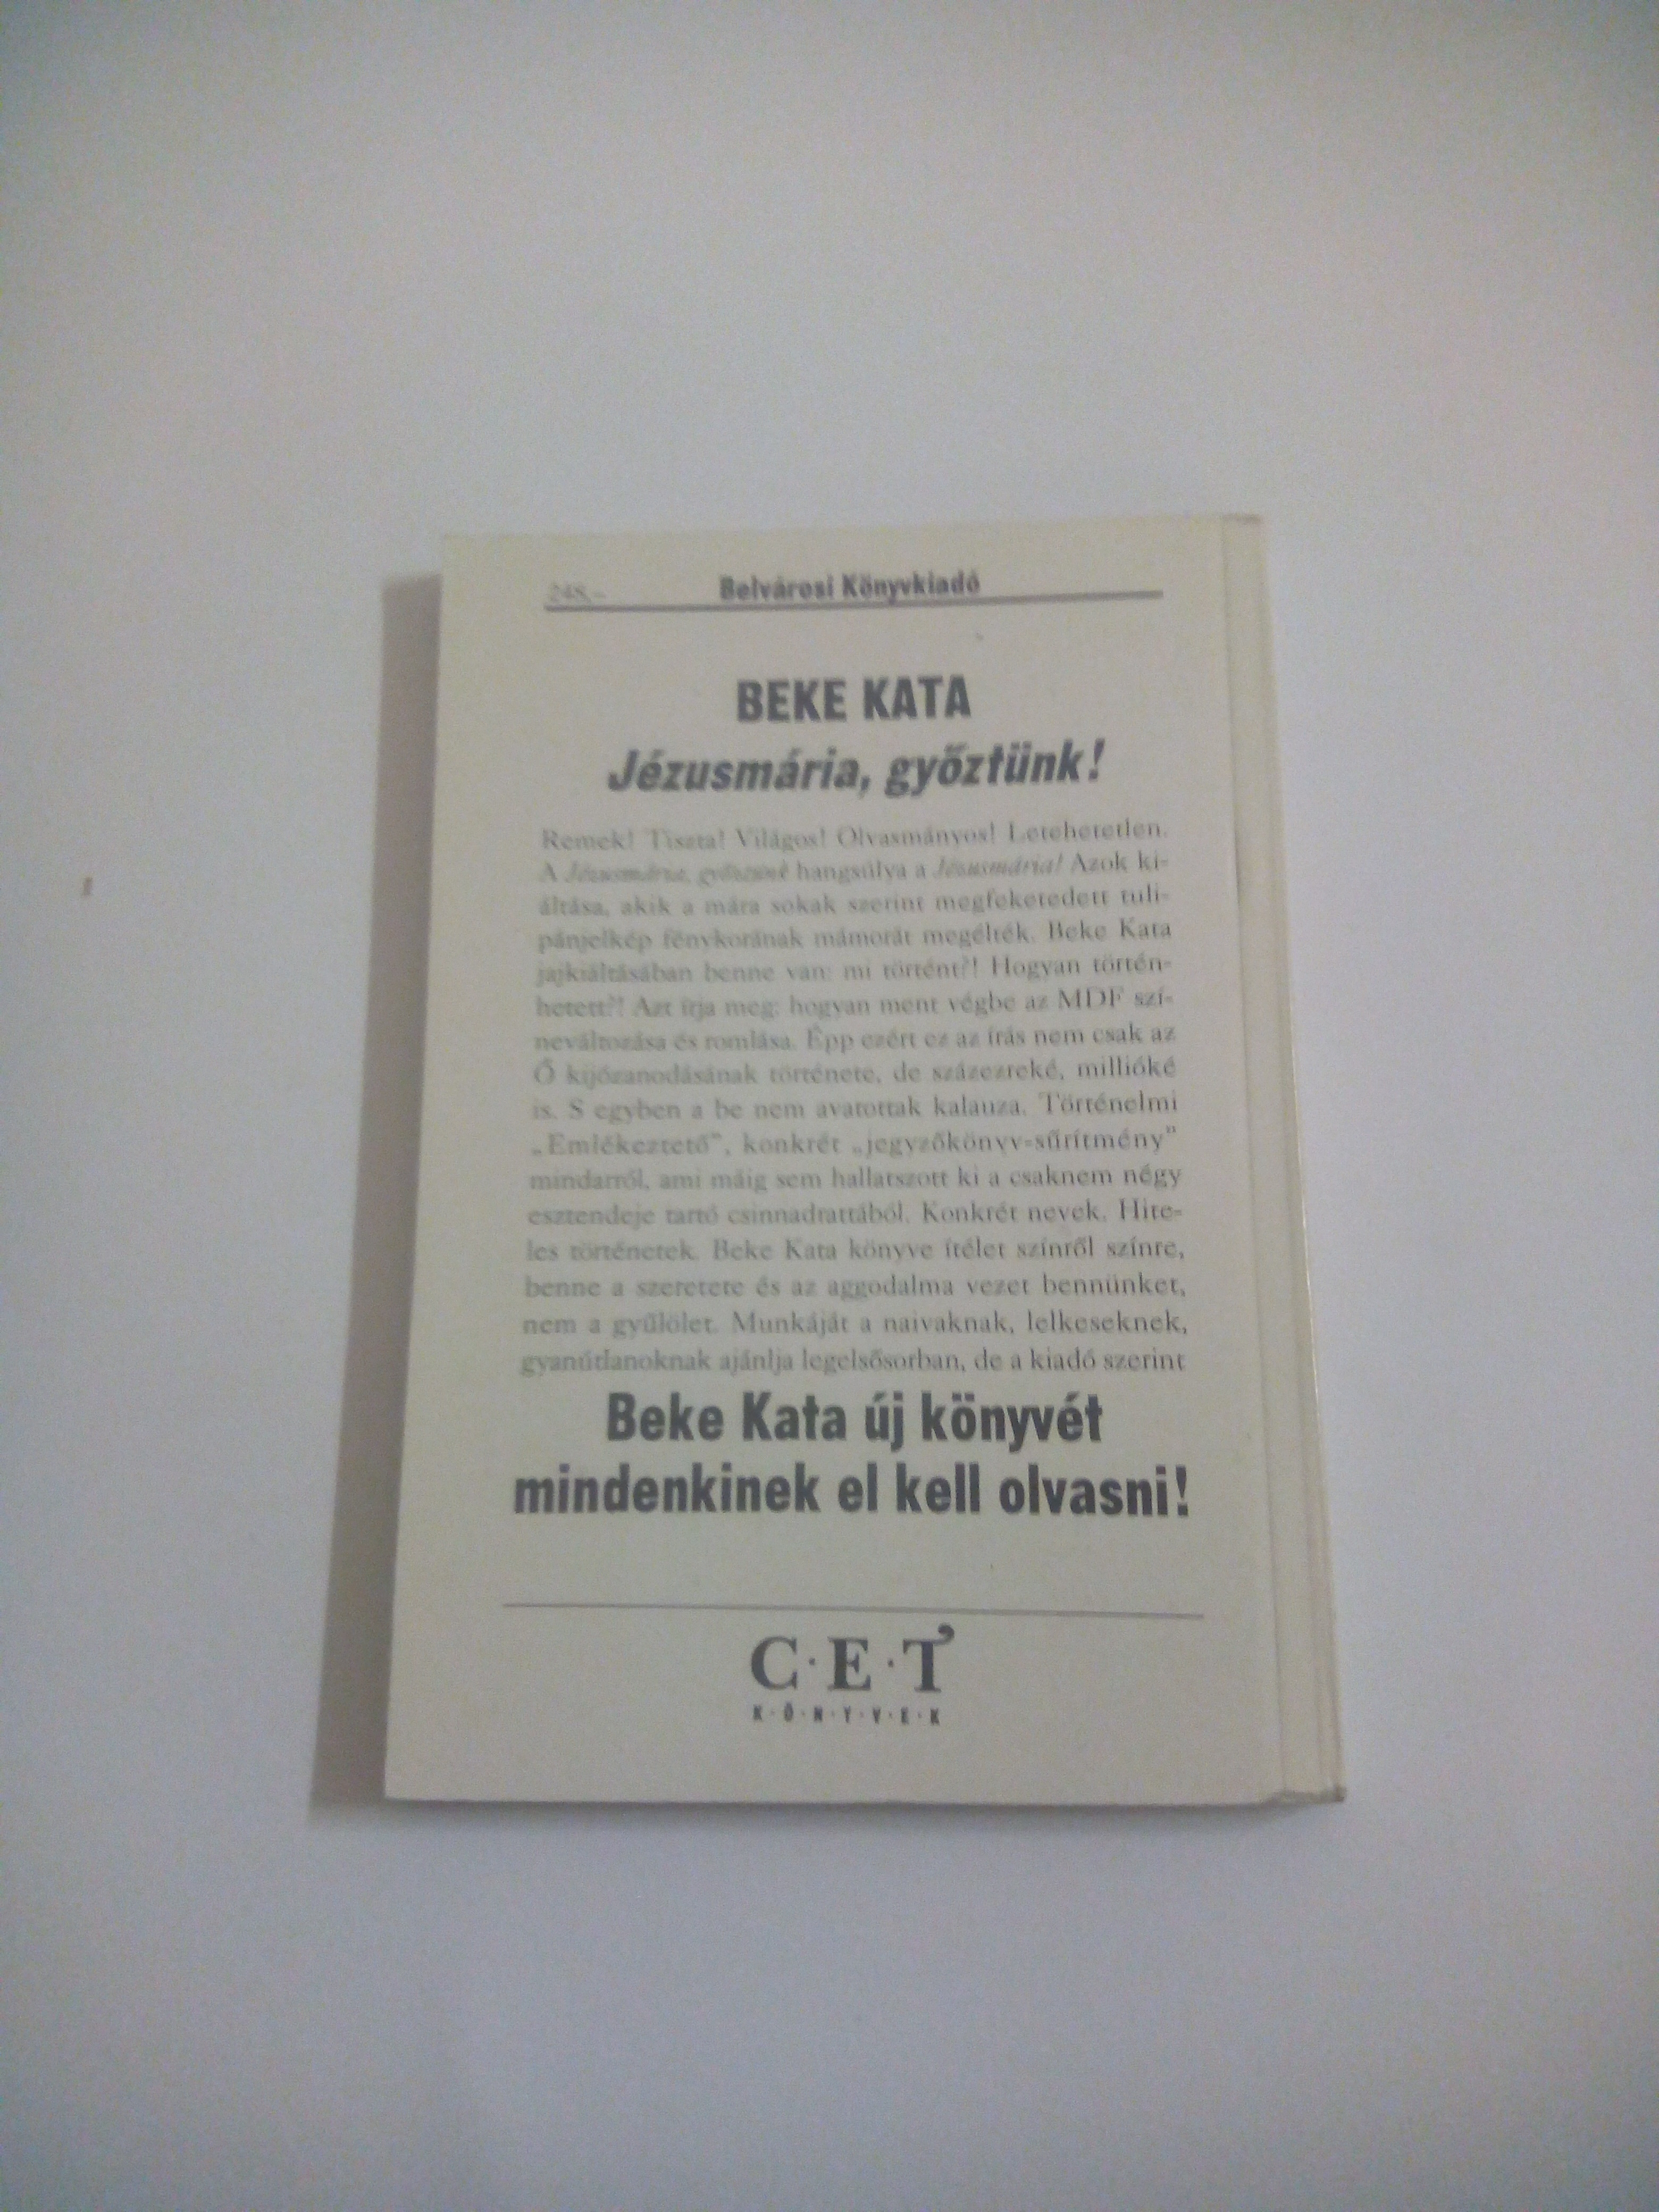 248,–
Belvárosi Könyvkiadó
BEKE KATA
Jézusmária, győztünk!
Remek! Tiszta! Világos! Olvasmányos! Letehetetlen.
A Jézusmária, győztünk hangsúlya a Jézusmária! Azok ki-
áltása, akik a mára sokak szerint megfeketedett tuli-
pánjelkép fénykorának mámorát megélték. Beke Kata
jajkiáltásában benne van: mi történt?! Hogyan történ-
hetett?! Azt írja meg: hogyan ment végbe az MDF szí-
neváltozása és romlása. Épp ezért ez az írás nem csak az
Ő kijózanodásának története, de százezreké, millióké
is. S egyben a be nem avatottak kalauza. Történelmi
„Emlékeztető”, konkrét „jegyzőkönyv-sűrítmény”
mindarról, ami máig sem hallatszott ki a csaknem négy
esztendeje tartó csinnadrattából. Konkrét nevek. Hite-
les történetek. Beke Kata könyve ítélet színről színre,
benne a szeretete és az aggodalma vezet bennünket,
nem a gyűlölet. Munkáját a naivaknak, lelkeseknek,
gyanútlanoknak ajánlja legelsősorban, de a kiadó szerint
Beke Kata új könyvét
mindenkinek el kell olvasni!
C·E·T
K·Ö·N·Y·V·E·K